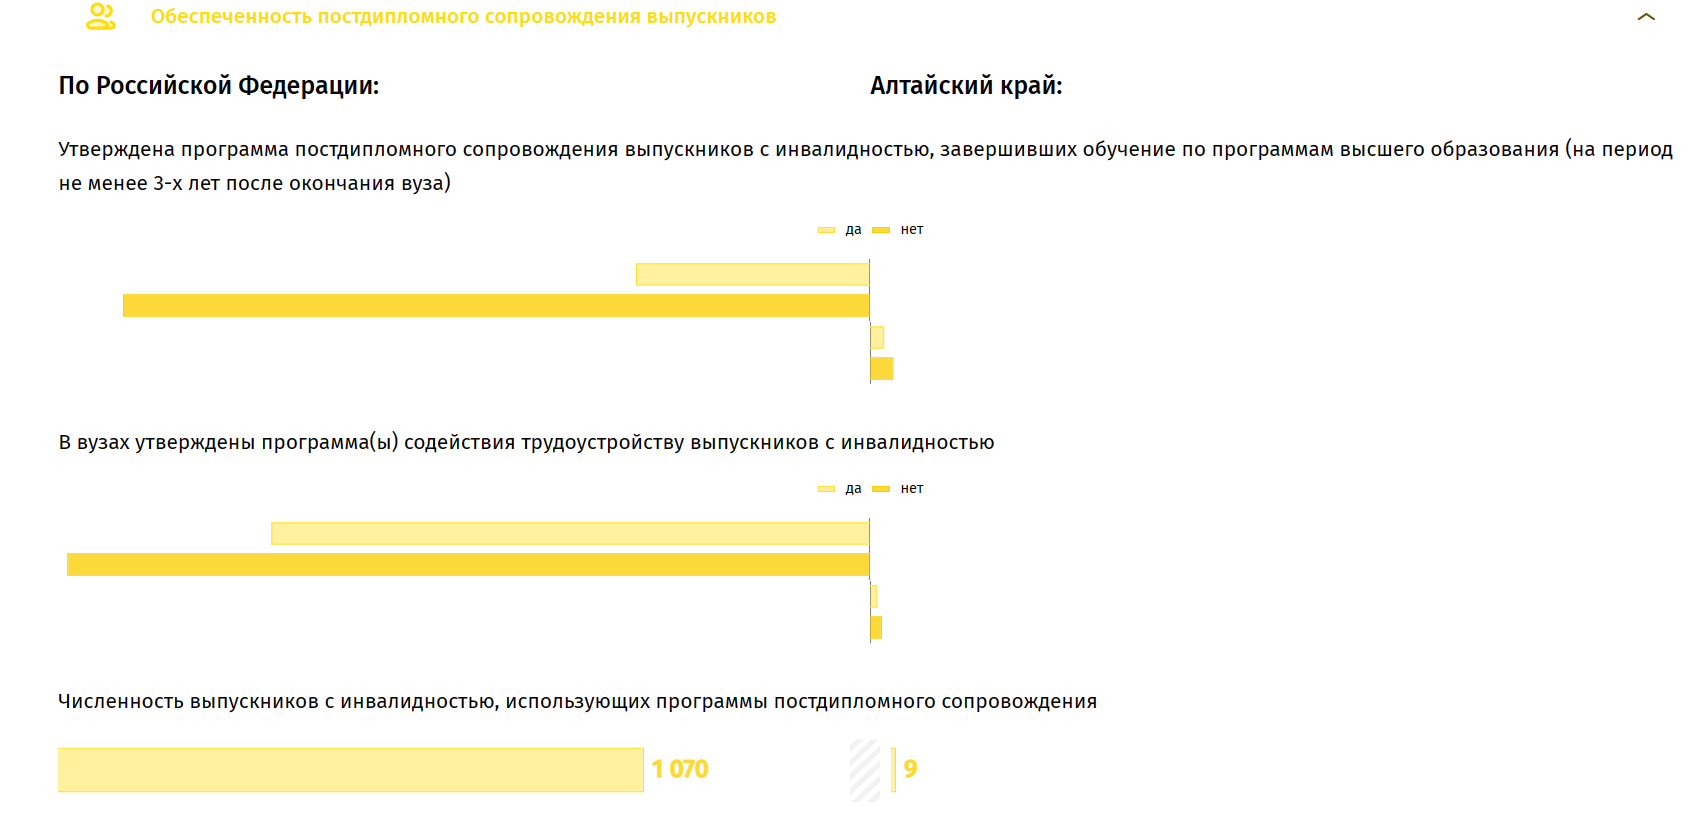 Обеспеченность постдипломного сопровождения выпускников
По Российской Федерации:
Алтайский край:
Утверждена программа постдипломного сопровождения выпускников с инвалидностью, завершивших обучение по программам высшего образования (на период
не менее 3-х лет после окончания вуза)
да нет
В вузах утверждены программа(ы) содействия трудоустройству выпускников с инвалидностью
да нет
Численность выпускников с инвалидностью, использующих программы постдипломного сопровождения
1 070
9